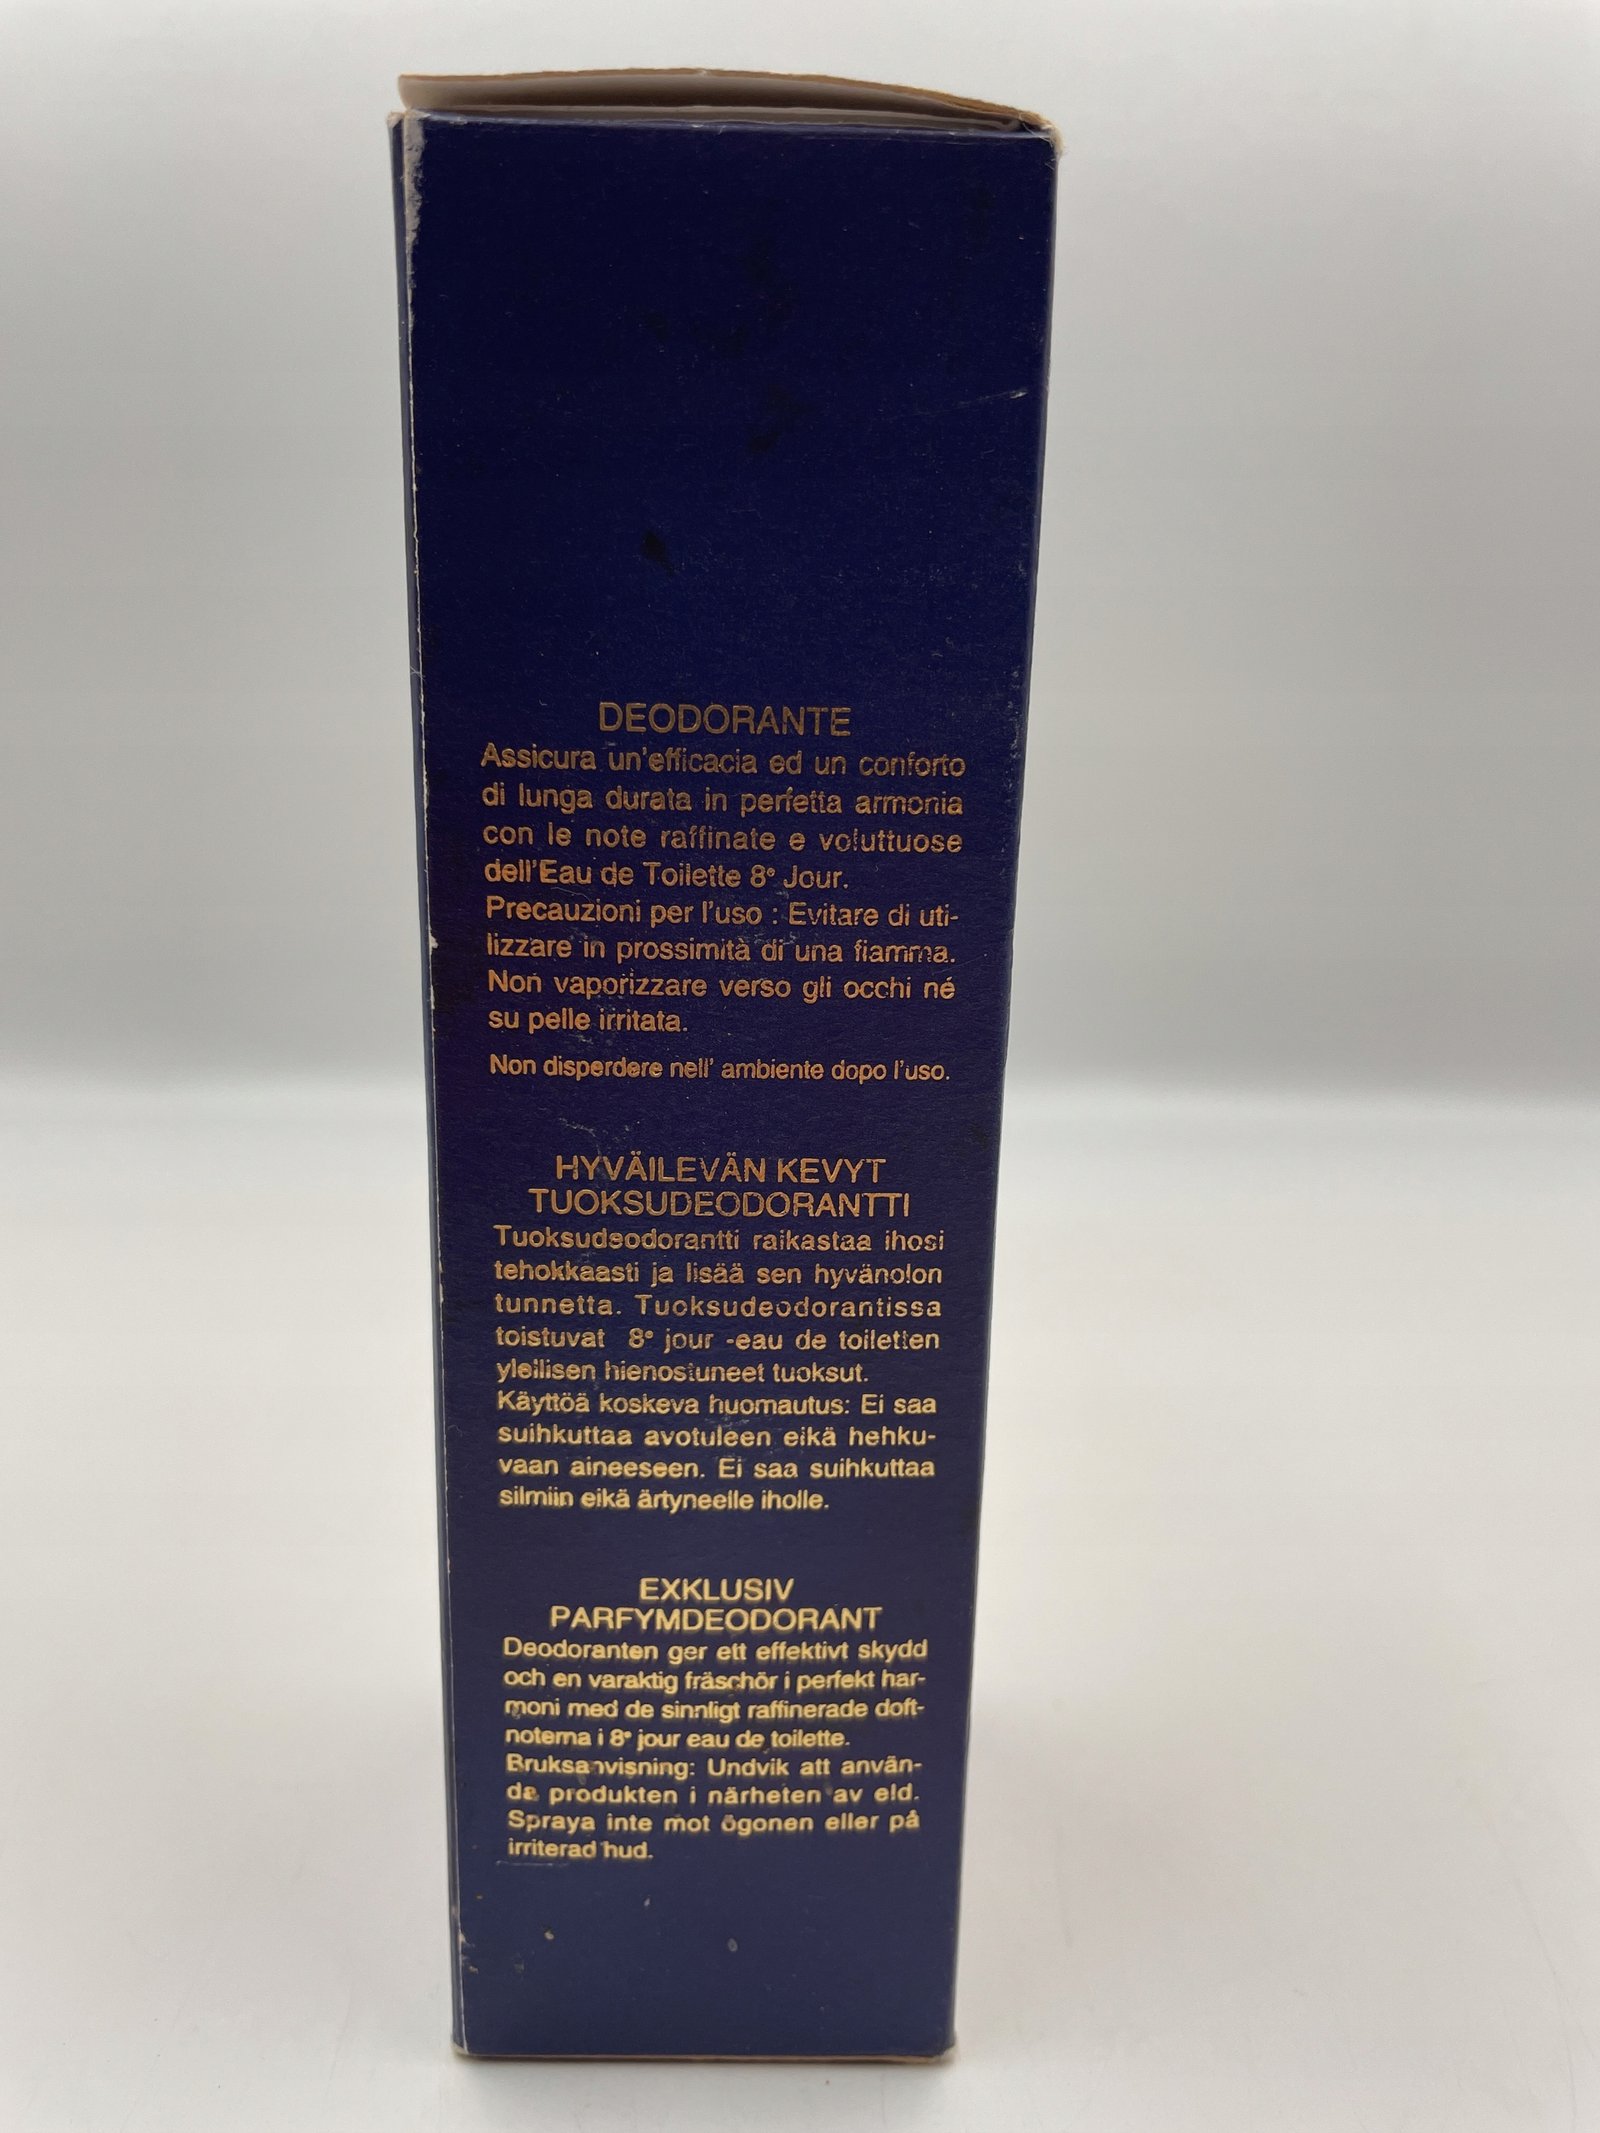 DEODORANTE
Assicura un'efficacia ed un conforto
di lunga durata in perfetta armonia
con le note raffinate e voluttuose
dell'Eau de Toilette 8e Jour.
Precauzioni per l'uso : Evitare di uti-
lizzare in prossimità di una fiamma.
Non vaporizzare verso gli occhi né
su pelle irritata.
Non disperdere nell' ambiente dopo l'uso.
HYVÄILEVÄN KEVYT
TUOKSUDEODORANTTI
Tuoksudeodorantti raikastaa ihosi
tehokkaasti ja lisää sen hyvänolon
tunnetta. Tuoksudeodorantissa
toistuvat 8e jour -eau de toiletten
ylellisen hienostuneet tuoksut.
Käyttöä koskeva huomautus: Ei saa
suihkuttaa avotuleen eikä hehku-
vaan aineeseen. Ei saa suihkuttaa
silmiin eikä ärtyneelle iholle.
EXKLUSIV
PARFYMDEODORANT
Deodoranten ger ett effektivt skydd
och en varaktig fräschör i perfekt har-
moni med de sinnligt raffinerade doft-
noterna i 8e jour eau de toilette.
Bruksanvisning: Undvik att använ-
da produkten i närheten av eld.
Spraya inte mot ögonen eller på
irriterad hud.